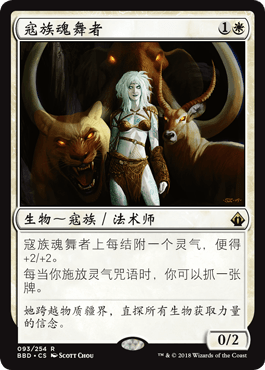 寇族魂舞者 1
生物～寇族／法术师
寇族魂舞者上每结附一个灵气，便得
+2/+2。
每当你施放灵气咒语时，你可以抓一张
牌。
她跨越物质疆界，直探所有生物获取力量
的信念。
0/2
093/254 R
BBD • CS SCOTT CHOU
™ & © 2018 Wizards of the Coast